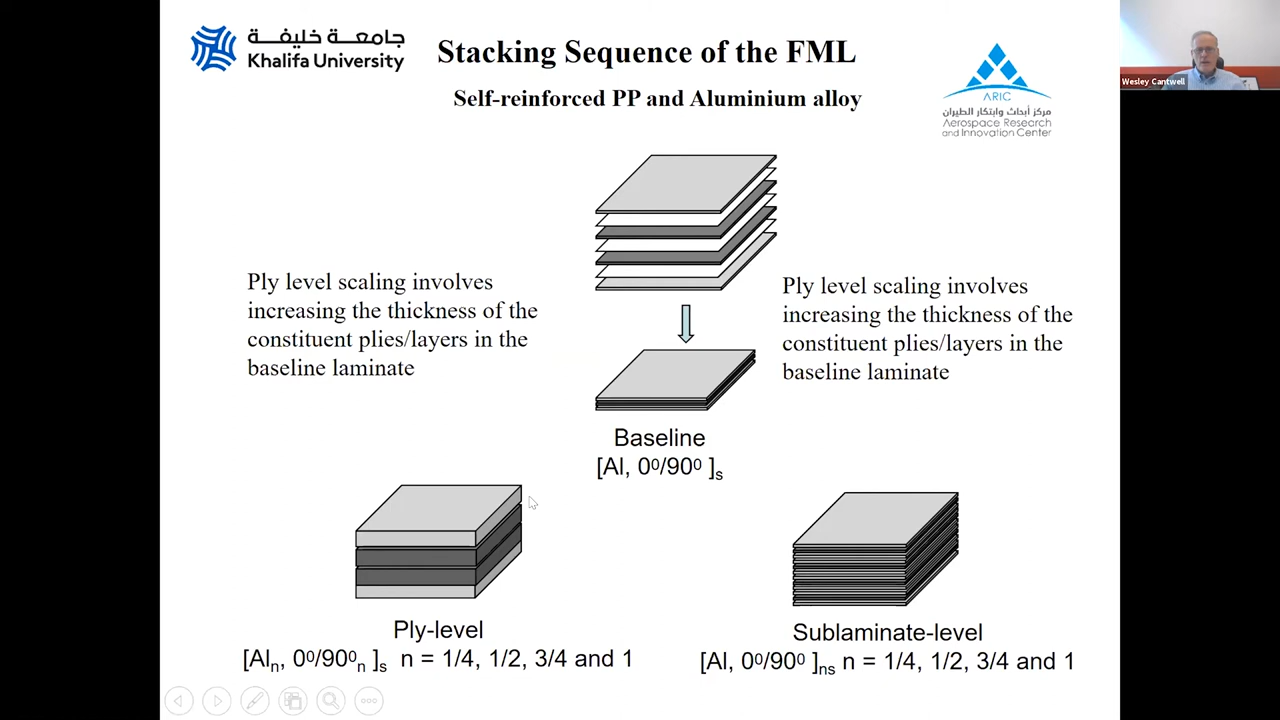 جامعة خليفة
Khalifa University
Stacking Sequence of the FML
Self-reinforced PP and Aluminium alloy
ARIC
مركز أبحاث وابتكار الطيران
Aerospace Research
and Innovation Center
Wesley Cantwell
Ply level scaling involves
increasing the thickness of the
constituent plies/layers in the
baseline laminate
Ply level scaling involves
increasing the thickness of the
constituent plies/layers in the
baseline laminate
Baseline
[Al, 0⁰/90⁰ ]s
Ply-level
[Aln, 0⁰/90⁰n ]s n = 1/4, 1/2, 3/4 and 1
Sublaminate-level
[Al, 0⁰/90⁰ ]ns n = 1/4, 1/2, 3/4 and 1